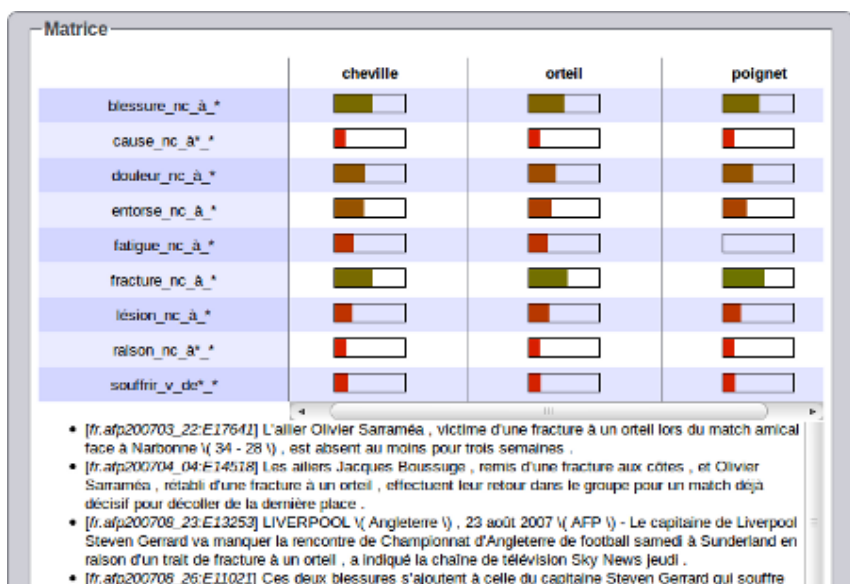 Matrice
cheville orteil poignet
blessure_nc_à_*
cause_nc_à*_*
douleur_nc_à_*
entorse_nc_à_*
fatigue_nc_à_*
fracture_nc_à_*
lésion_nc_à_*
raison_nc_à*_*
souffrir_v_de*_*
• [fr.afp200703_22:E17641] L'ailier Olivier Sarraméa , victime d'une fracture à un orteil lors du match amical
face à Narbonne \( 34 - 28 \) , est absent au moins pour trois semaines .
• [fr.afp200704_04:E14518] Les ailiers Jacques Boussuge , remis d'une fracture aux côtes , et Olivier
Sarraméa , rétabli d'une fracture à un orteil , effectuent leur retour dans le groupe pour un match déjà
décisif pour décoller de la dernière place .
• [fr.afp200708_23:E13253] LIVERPOOL \( Angleterre \) , 23 août 2007 \( AFP \) - Le capitaine de Liverpool
Steven Gerrard va manquer la rencontre de Championnat d'Angleterre de football samedi à Sunderland en
raison d'un trait de fracture à un orteil , a indiqué la chaîne de télévision Sky News jeudi .
• [fr.afp200708_26:E11021] Ces deux blessures s'ajoutent à celle du capitaine Steven Gerrard qui souffre